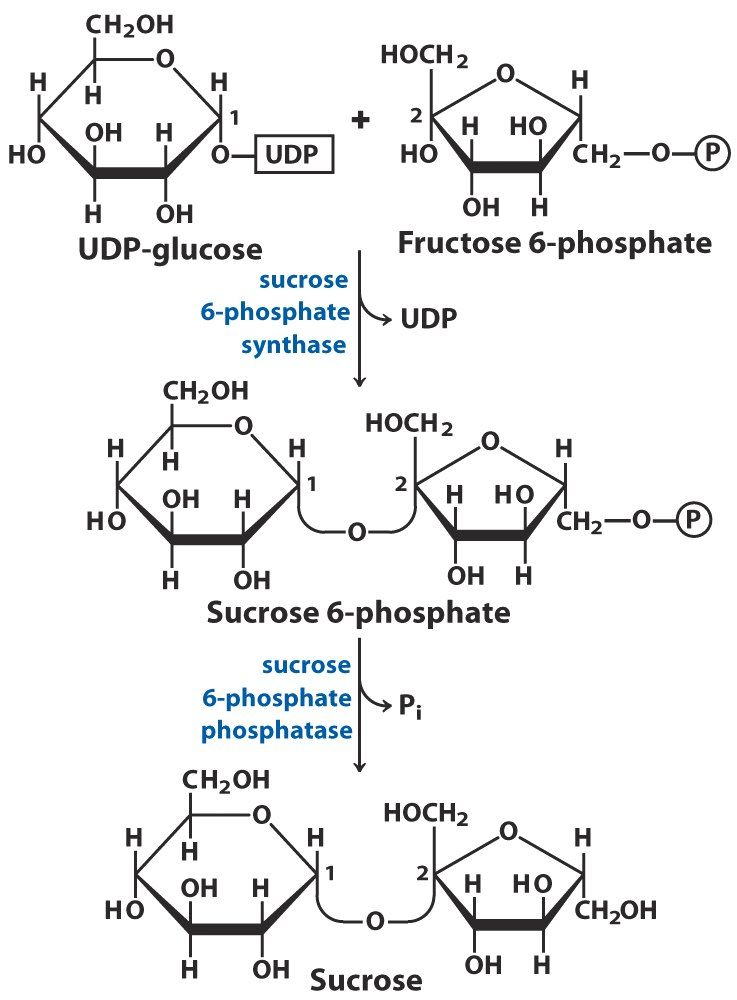 CH₂OH
O
H
H
H
OH
H
1
HO
O
UDP
H
OH
UDP-glucose
+
HOCH₂
O
H
2
H
HO
HO
CH₂—O—P
OH
H
Fructose 6-phosphate
sucrose
6-phosphate
synthase
UDP
CH₂OH
O
H
H
H
OH
H
1
HO
H
OH
O
HOCH₂
O
H
2
H
HO
CH₂—O—P
OH
H
Sucrose 6-phosphate
sucrose
6-phosphate
phosphatase
Pᵢ
CH₂OH
O
H
H
H
OH
H
1
HO
H
OH
O
HOCH₂
O
H
2
H
HO
CH₂OH
OH
H
Sucrose